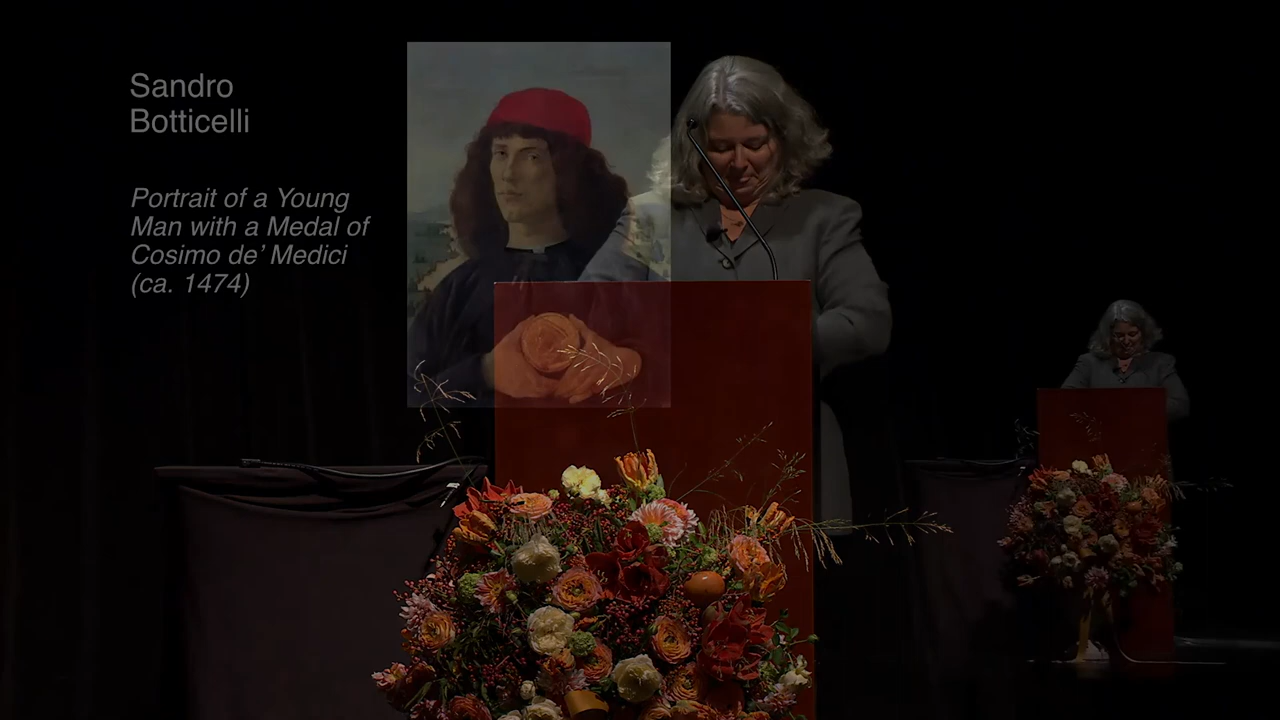 Sandro
Botticelli
Portrait of a Young
Man with a Medal of
Cosimo de’ Medici
(ca. 1474)